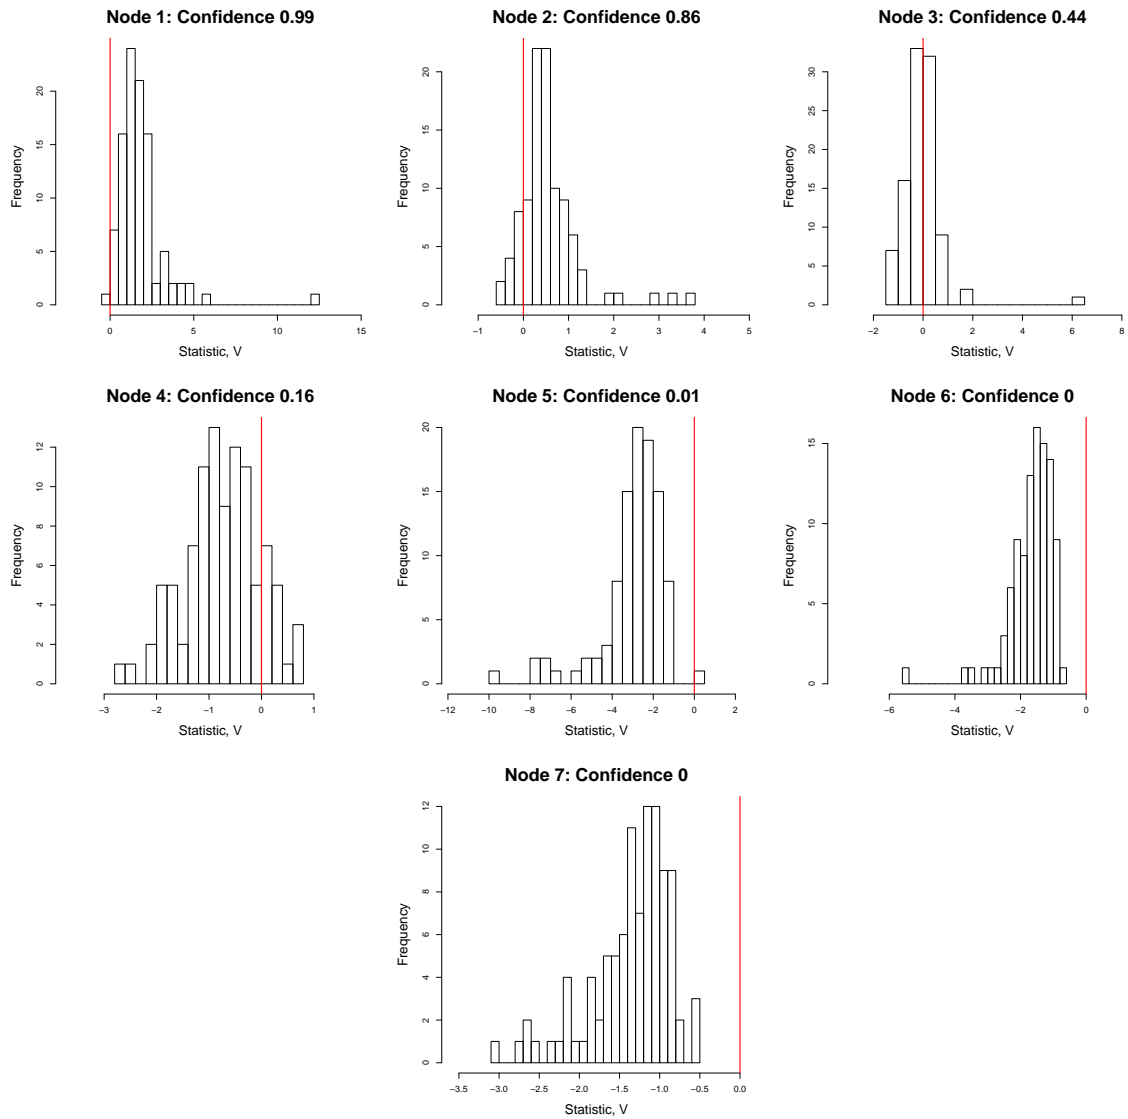 Node 1: Confidence 0.99
Frequency
0 5 10 15 20
0 5 10 15
Statistic, V
Node 2: Confidence 0.86
Frequency
0 5 10 15 20
−1 0 1 2 3 4 5
Statistic, V
Node 3: Confidence 0.44
Frequency
0 5 10 15 20 25 30
−2 0 2 4 6 8
Statistic, V
Node 4: Confidence 0.16
Frequency
0 2 4 6 8 10 12
−3 −2 −1 0 1
Statistic, V
Node 5: Confidence 0.01
Frequency
0 5 10 15 20
−12 −10 −8 −6 −4 −2 0 2
Statistic, V
Node 6: Confidence 0
Frequency
0 5 10 15
−6 −4 −2 0
Statistic, V
Node 7: Confidence 0
Frequency
0 2 4 6 8 10 12
−3.5 −3.0 −2.5 −2.0 −1.5 −1.0 −0.5 0.0
Statistic, V